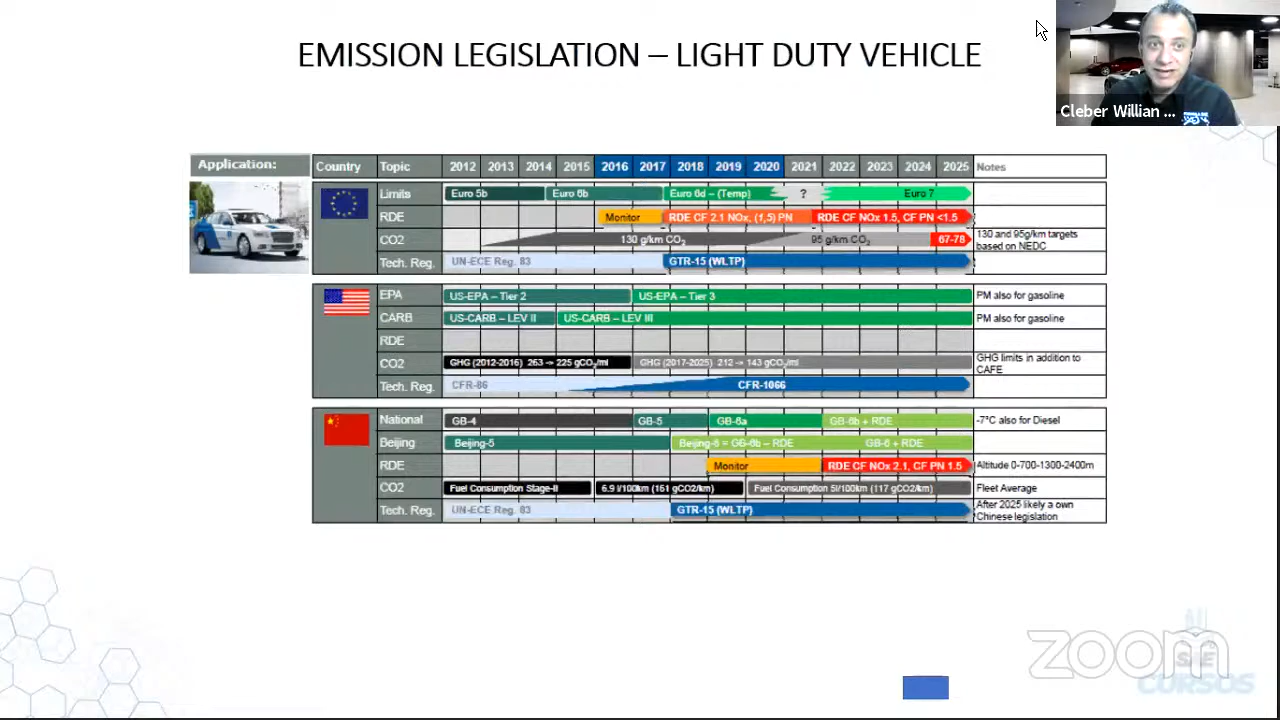 EMISSION LEGISLATION – LIGHT DUTY VEHICLE
Cleber Willian ...
Application: Country Topic 2012 2013 2014 2015 2016 2017 2018 2019 2020 2021 2022 2023 2024 2025 Notes
Limits Euro 5b Euro 6b Euro 6d – (Temp) ? Euro 7
RDE Monitor RDE CF 2.1 NOx, (1,5) PN RDE CF NOx 1.5, CF PN <1.5
CO2 130 g/km CO2 95 g/km CO2 67-78 130 and 95g/km targets
based on NEDC
Tech. Reg. UN-ECE Reg. 83 GTR-15 (WLTP)
EPA US-EPA – Tier 2 US-EPA – Tier 3 PM also for gasoline
CARB US-CARB – LEV II US-CARB – LEV III PM also for gasoline
RDE
CO2 GHG (2012-2016) 263 → 225 gCO2/ml GHG (2017-2025) 212 → 143 gCO2/ml GHG limits in addition to
CAFE
Tech. Reg. CFR-86 CFR-1066
National GB-4 GB-5 GB-6a GB-6b + RDE -7°C also for Diesel
Beijing Beijing-5 Beijing-6 = GB-6b – RDE GB-6 + RDE
RDE Monitor RDE CF NOx 2.1, CF PN 1.5 Altitude 0-700-1300-2400m
CO2 Fuel Consumption Stage-II 6.9 l/100km (161 gCO2/km) Fuel Consumption 5l/100km (117 gCO2/km) Fleet Average
Tech. Reg. UN-ECE Reg. 83 GTR-15 (WLTP) After 2025 likely a own
Chinese legislation
zoom
SAE
CURSOS